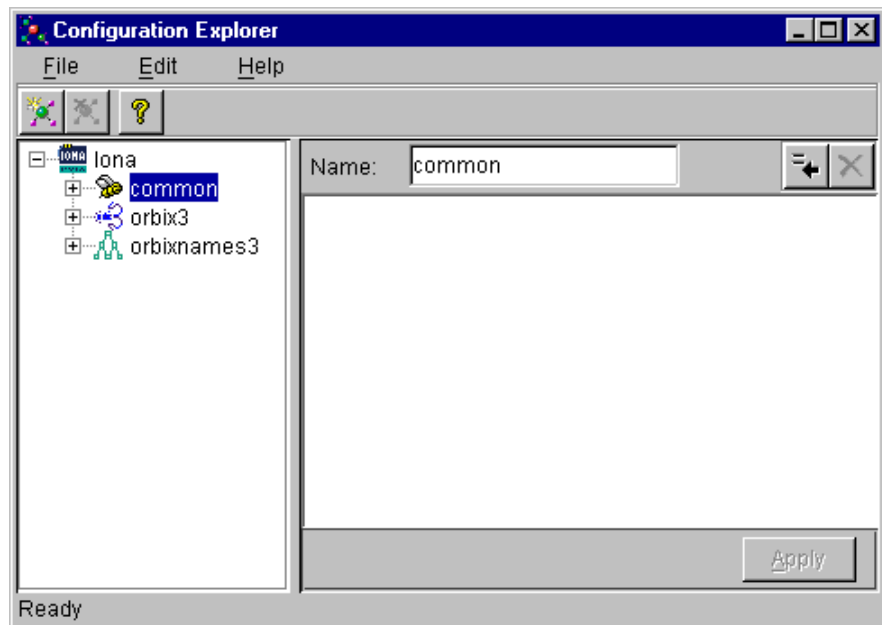 Configuration Explorer
File Edit Help
Iona
common
orbix3
orbixnames3
Name: common
Apply
Ready